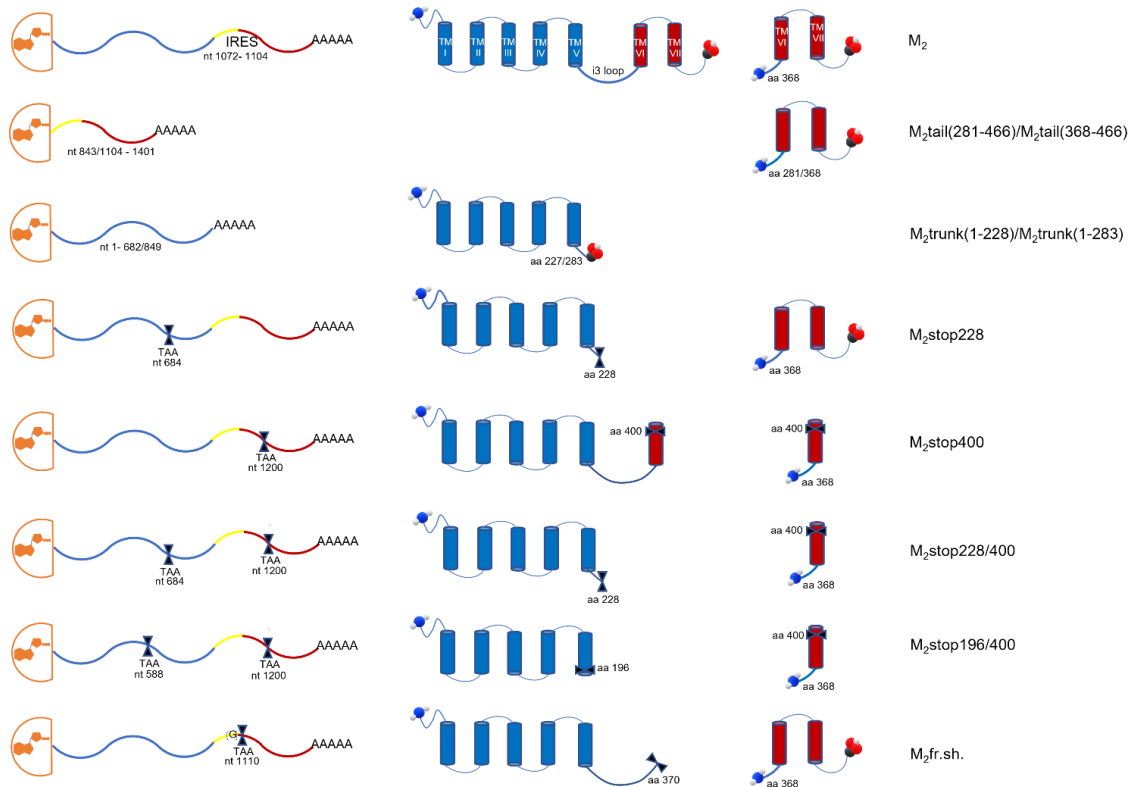 IRES
nt 1072- 1104
AAAAA
TM I
TM II
TM III
TM IV
TM V
i3 loop
TM VI
TM VII
TM VI
TM VII
aa 368
M2
AAAAA
nt 843/1104 - 1401
aa 281/368
M2tail(281-466)/M2tail(368-466)
AAAAA
nt 1- 682/849
aa 227/283
M2trunk(1-228)/M2trunk(1-283)
AAAAA
TAA
nt 684
aa 228
aa 368
M2stop228
AAAAA
TAA
nt 1200
aa 400
aa 400
aa 368
M2stop400
AAAAA
TAA
nt 684
TAA
nt 1200
aa 228
aa 400
aa 368
M2stop228/400
AAAAA
TAA
nt 588
TAA
nt 1200
aa 196
aa 400
aa 368
M2stop196/400
(G)
AAAAA
TAA
nt 1110
aa 370
aa 368
M2fr.sh.